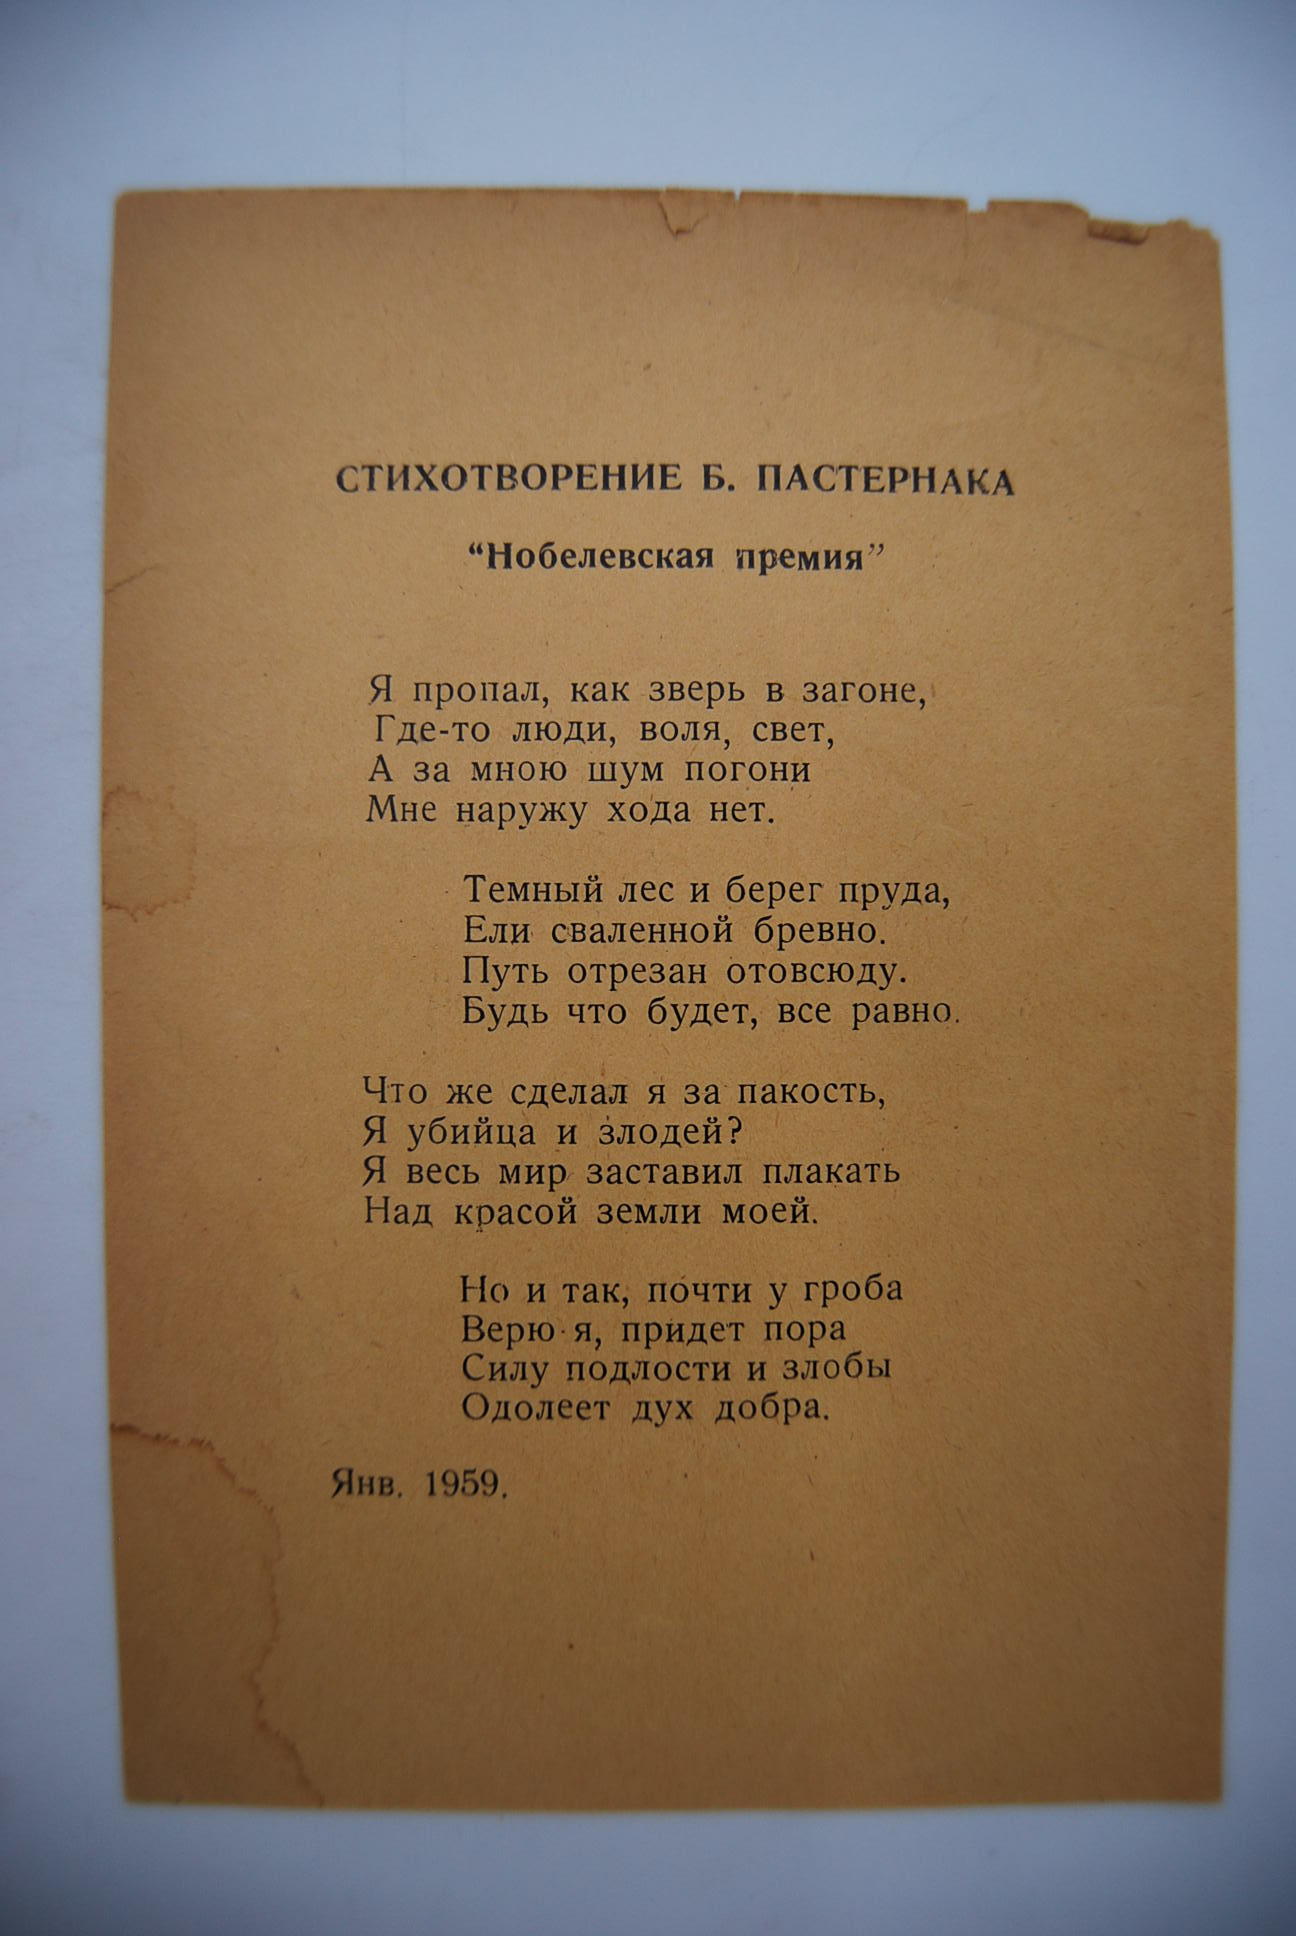 СТИХОТВОРЕНИЕ Б. ПАСТЕРНАКА
“Нобелевская премия”
Я пропал, как зверь в загоне,
Где-то люди, воля, свет,
А за мною шум погони
Мне наружу хода нет.
Темный лес и берег пруда,
Ели сваленной бревно.
Путь отрезан отовсюду.
Будь что будет, все равно.
Что же сделал я за пакость,
Я убийца и злодей?
Я весь мир заставил плакать
Над красой земли моей.
Но и так, почти у гроба
Верю я, придет пора
Силу подлости и злобы
Одолеет дух добра.
Янв. 1959.